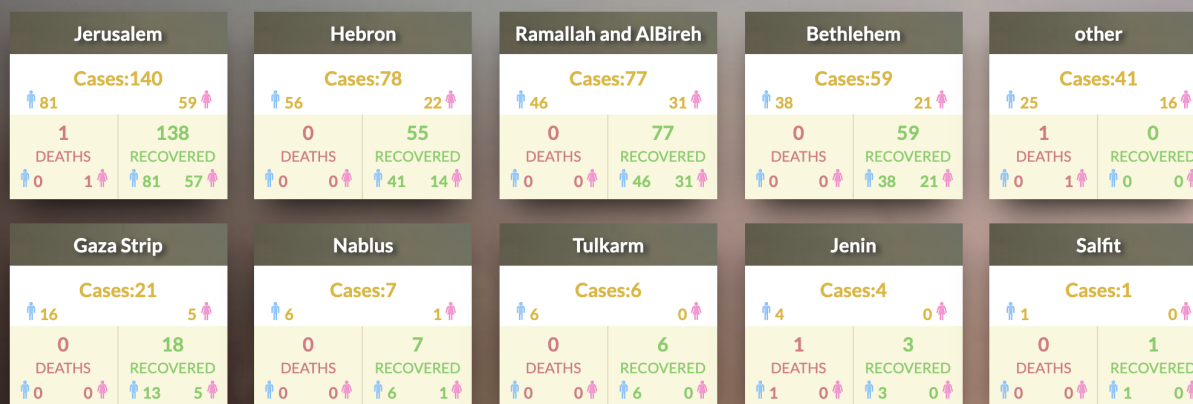 Jerusalem
Cases:140
81 59
1 138
DEATHS RECOVERED
0 1 81 57
Hebron
Cases:78
56 22
0 55
DEATHS RECOVERED
0 0 41 14
Ramallah and AlBireh
Cases:77
46 31
0 77
DEATHS RECOVERED
0 0 46 31
Bethlehem
Cases:59
38 21
0 59
DEATHS RECOVERED
0 0 38 21
other
Cases:41
25 16
1 0
DEATHS RECOVERED
0 1 0 0
Gaza Strip
Cases:21
16 5
0 18
DEATHS RECOVERED
0 0 13 5
Nablus
Cases:7
6 1
0 7
DEATHS RECOVERED
0 0 6 1
Tulkarm
Cases:6
6 0
0 6
DEATHS RECOVERED
0 0 6 0
Jenin
Cases:4
4 0
1 3
DEATHS RECOVERED
1 0 3 0
Salfit
Cases:1
1 0
0 1
DEATHS RECOVERED
0 0 1 0